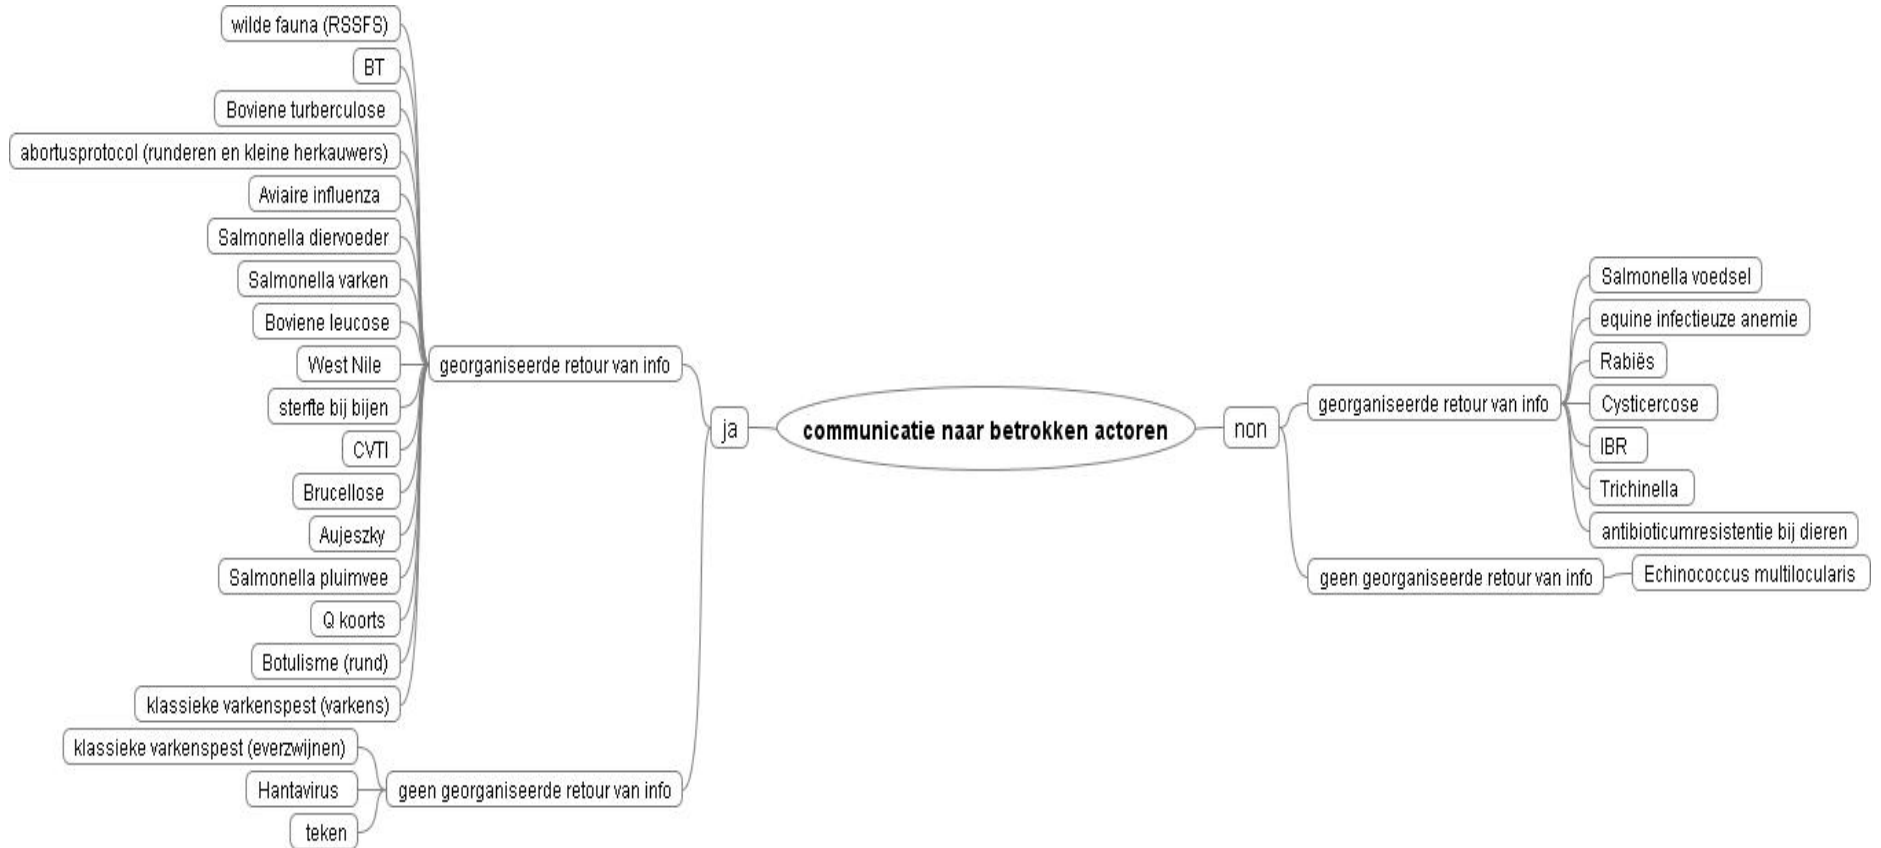 wilde fauna (RSSFS)
BT
Boviene turberculose
abortusprotocol (runderen en kleine herkauwers)
Aviaire influenza
Salmonella diervoeder
Salmonella varken
Boviene leucose
West Nile
sterfte bij bijen
CVTI
Brucellose
Aujeszky
Salmonella pluimvee
Q koorts
Botulisme (rund)
klassieke varkenspest (varkens)
georganiseerde retour van info
klassieke varkenspest (everzwijnen)
Hantavirus
teken
geen georganiseerde retour van info
ja
communicatie naar betrokken actoren
non
georganiseerde retour van info
Salmonella voedsel
equine infectieuze anemie
Rabiës
Cysticercose
IBR
Trichinella
antibioticumresistentie bij dieren
geen georganiseerde retour van info
Echinococcus multilocularis